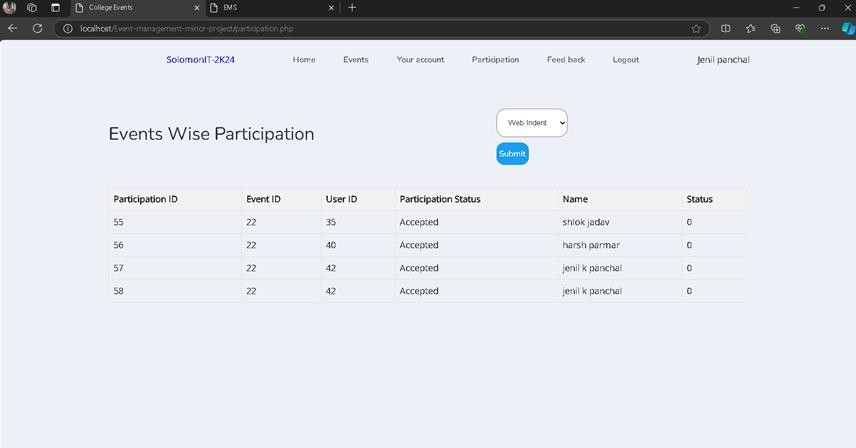 College Events
EMS
localhost/Event-management-minor-project/participation.php
SolomonIT-2K24 Home Events Your account Participation Feed back Logout Jenil panchal
Web Indent
Events Wise Participation
Submit
Participation ID Event ID User ID Participation Status Name Status
55 22 35 Accepted shlok jadav 0
56 22 40 Accepted harsh parmar 0
57 22 42 Accepted jenil k panchal 0
58 22 42 Accepted jenil k panchal 0